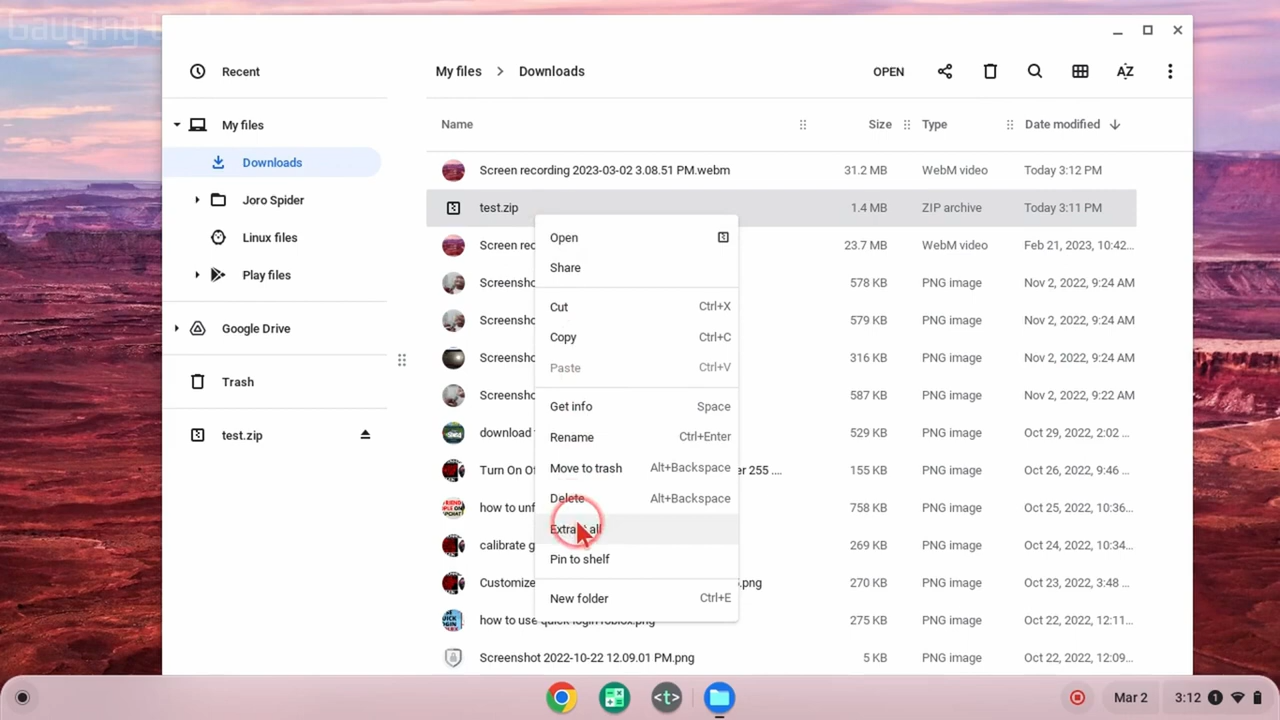 Gauging
Recent
My files
Downloads
Joro Spider
Linux files
Play files
Google Drive
Trash
test.zip
My files > Downloads
OPEN
AZ
Name Size Type Date modified
Screen recording 2023-03-02 3.08.51 PM.webm 31.2 MB WebM video Today 3:12 PM
test.zip 1.4 MB ZIP archive Today 3:11 PM
Screen rec 23.7 MB WebM video Feb 21, 2023, 10:42...
Screensho 578 KB PNG image Nov 2, 2022, 9:24 AM
Screensho 579 KB PNG image Nov 2, 2022, 9:24 AM
Screensho 316 KB PNG image Nov 2, 2022, 9:24 AM
Screensho 587 KB PNG image Nov 2, 2022, 9:22 AM
download 529 KB PNG image Oct 29, 2022, 2:02 ...
Turn On Of er 255 .... 155 KB PNG image Oct 26, 2022, 9:46 ...
how to unf 758 KB PNG image Oct 25, 2022, 10:36...
calibrate g 269 KB PNG image Oct 24, 2022, 10:34...
Customize .png 270 KB PNG image Oct 23, 2022, 3:48 ...
how to use quick login roblox.png 275 KB PNG image Oct 22, 2022, 12:11...
Screenshot 2022-10-22 12.09.01 PM.png 5 KB PNG image Oct 22, 2022, 12:09...
Open
Share
Cut Ctrl+X
Copy Ctrl+C
Paste Ctrl+V
Get info Space
Rename Ctrl+Enter
Move to trash Alt+Backspace
Delete Alt+Backspace
Extract all
Pin to shelf
New folder Ctrl+E
<t>
Mar 2 3:12 1